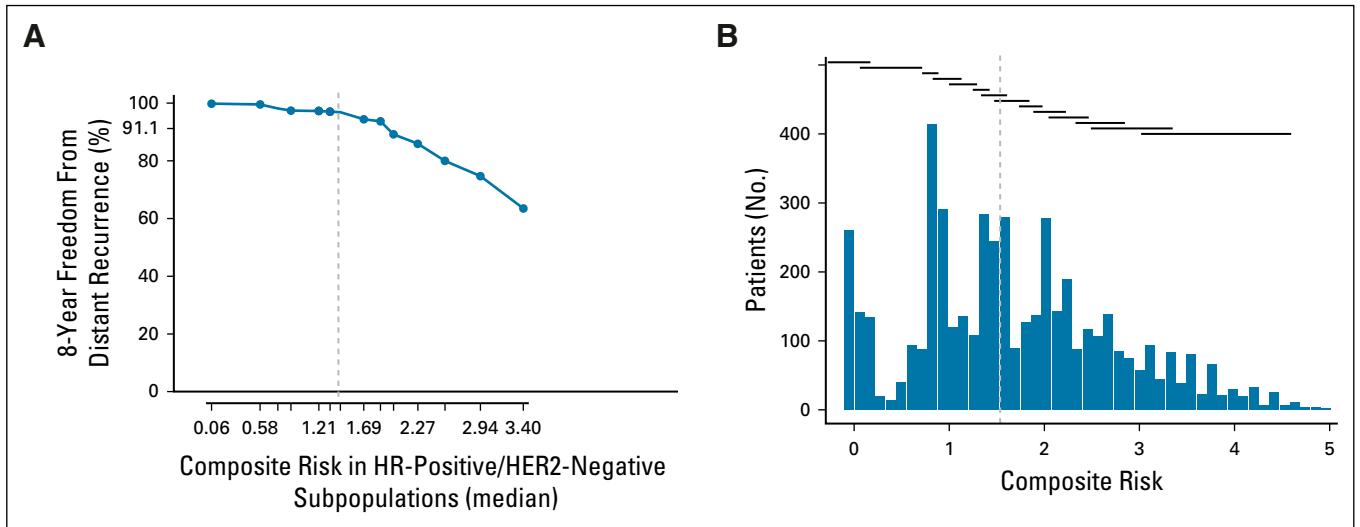 A
8-Year Freedom From
Distant Recurrence (%)
100
91.1
80
60
40
20
0
0.06 0.58 1.21 1.69 2.27 2.94 3.40
Composite Risk in HR-Positive/HER2-Negative
Subpopulations (median)
B
Patients (No.)
400
300
200
100
0
0 1 2 3 4 5
Composite Risk